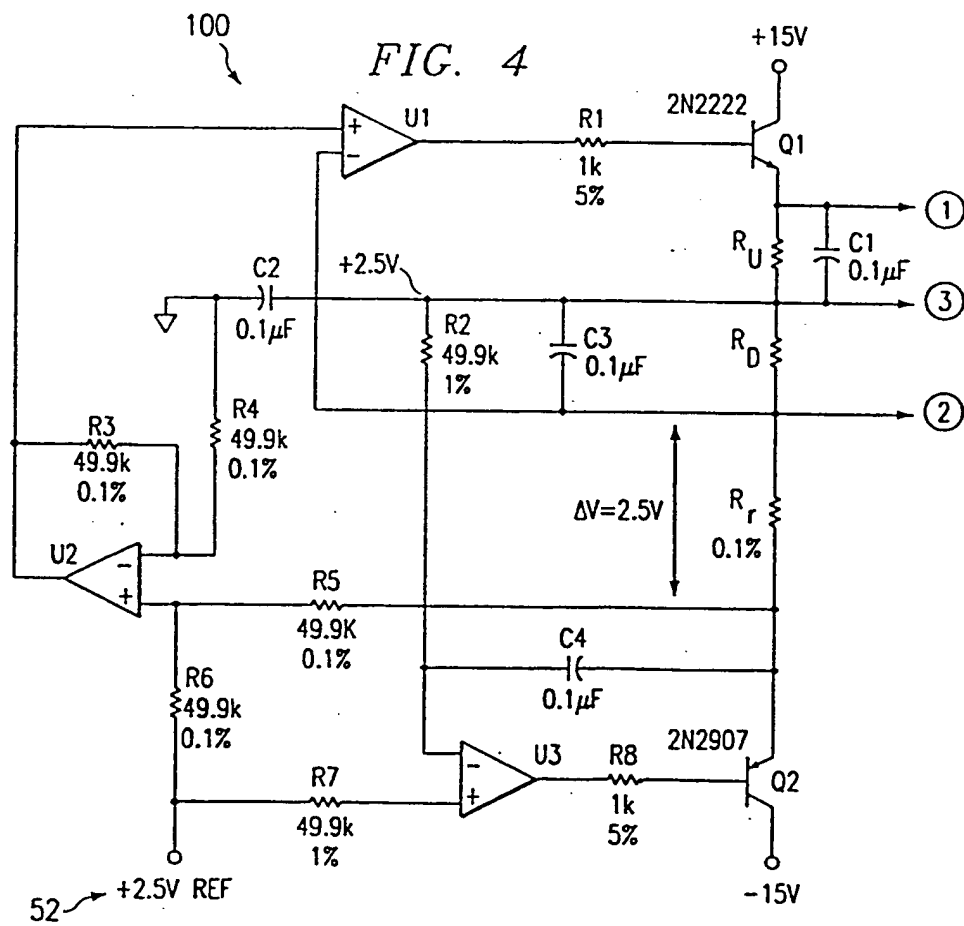 100
FIG. 4
+15V
2N2222
U1
R1
1k
5%
Q1
+
-
1
C2
0.1µF
+2.5V
R_U
C1
0.1µF
3
R2
49.9k
1%
C3
0.1µF
R_D
R3
49.9k
0.1%
R4
49.9k
0.1%
2
ΔV=2.5V
R_r
0.1%
U2
-
+
R5
49.9K
0.1%
C4
0.1µF
R6
49.9k
0.1%
2N2907
U3
R8
1k
5%
Q2
-
+
R7
49.9k
1%
52
+2.5V REF
-15V